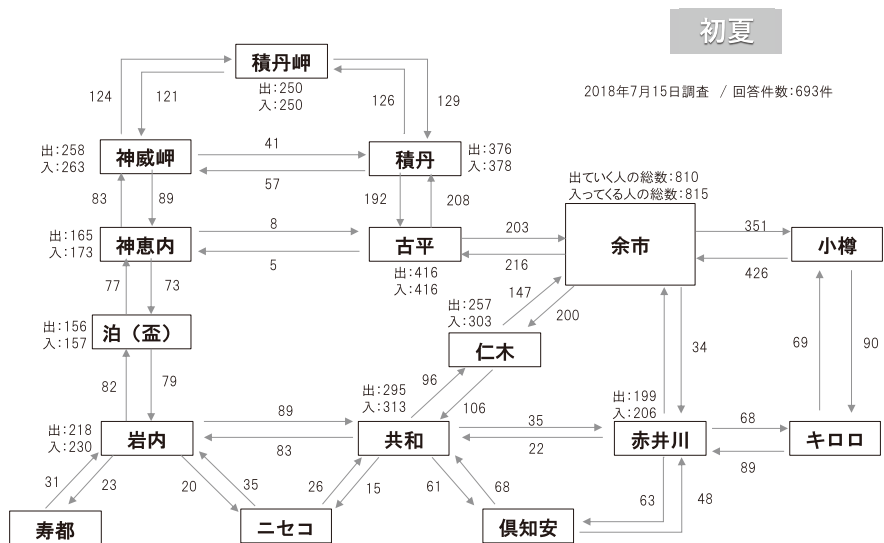 初夏
2018年7月15日調査 / 回答件数:693件
積丹岬
出:250
入:250
124
121
126
129
出:258
入:263
神威岬
41
57
積丹
出:376
入:378
83
89
192
208
出ていく人の総数:810
入ってくる人の総数:815
出:165
入:173
神恵内
8
5
古平
出:416
入:416
203
216
余市
351
426
小樽
77
73
147
200
出:257
入:303
仁木
出:156
入:157
泊(盃)
34
69
90
82
79
96
106
出:295
入:313
出:199
入:206
出:218
入:230
岩内
89
83
共和
35
22
赤井川
68
89
キロロ
31
23
20
35
26
15
61
68
63
48
寿都
ニセコ
倶知安